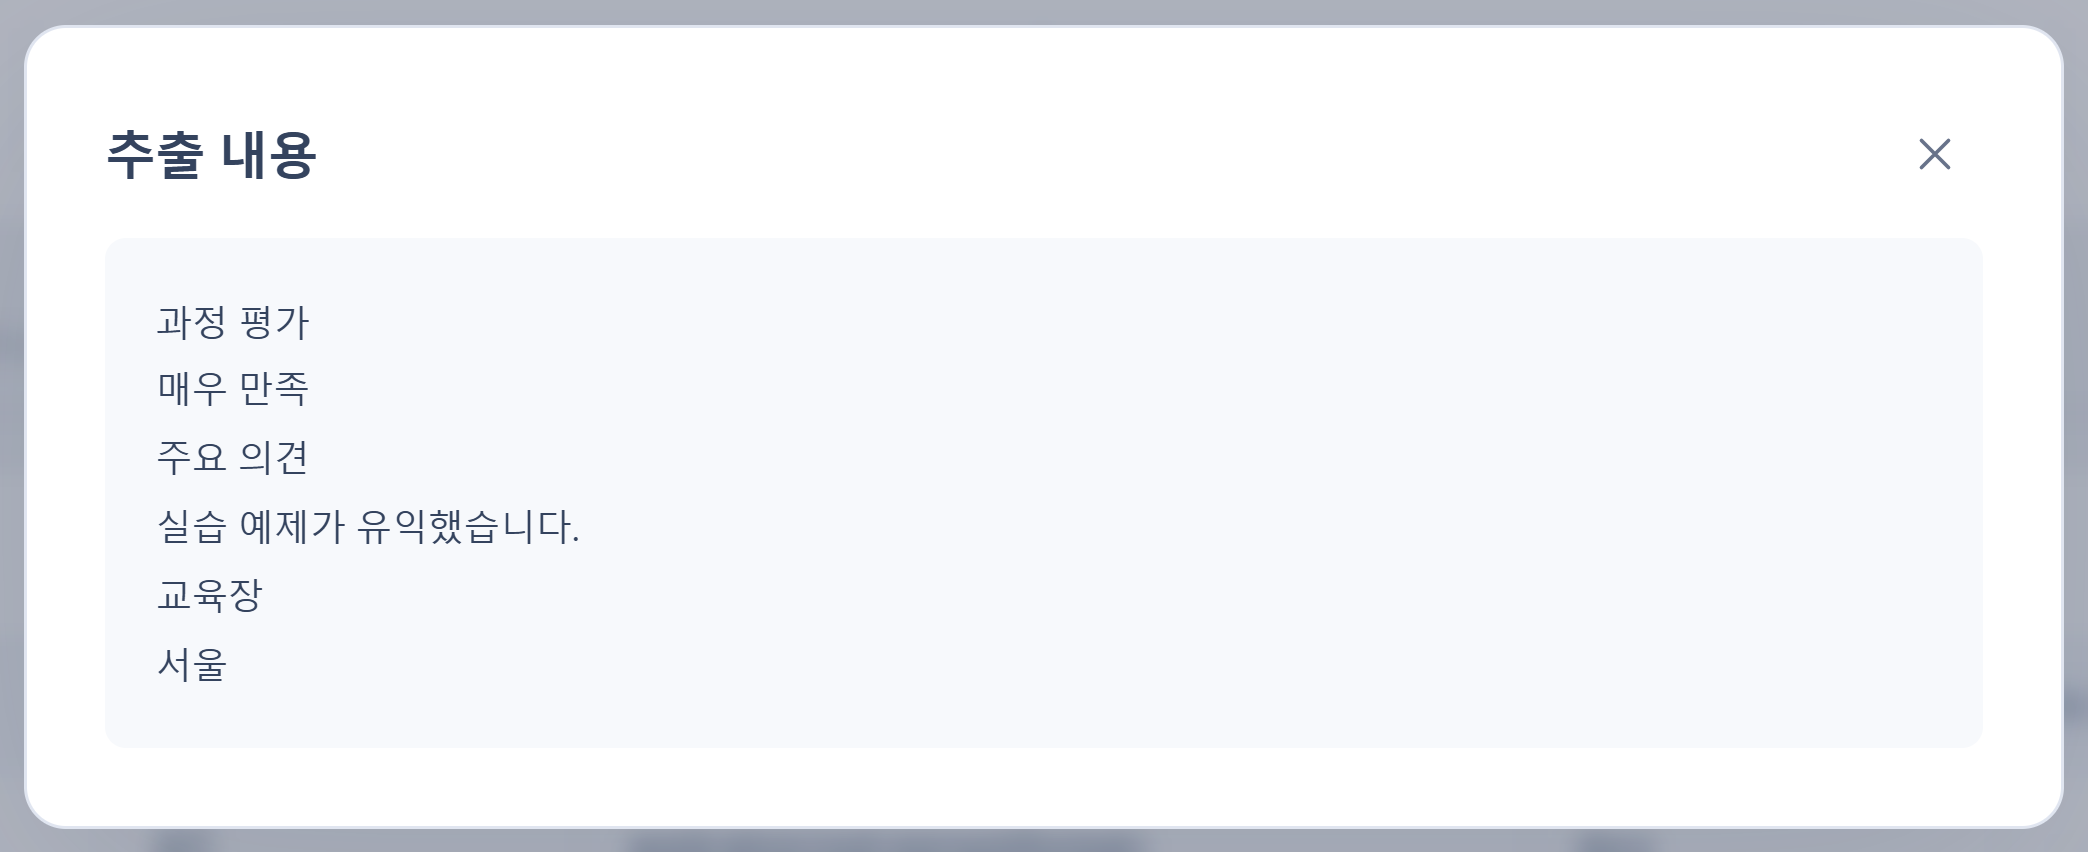 추출 내용
과정 평가
매우 만족
주요 의견
실습 예제가 유익했습니다.
교육장
서울